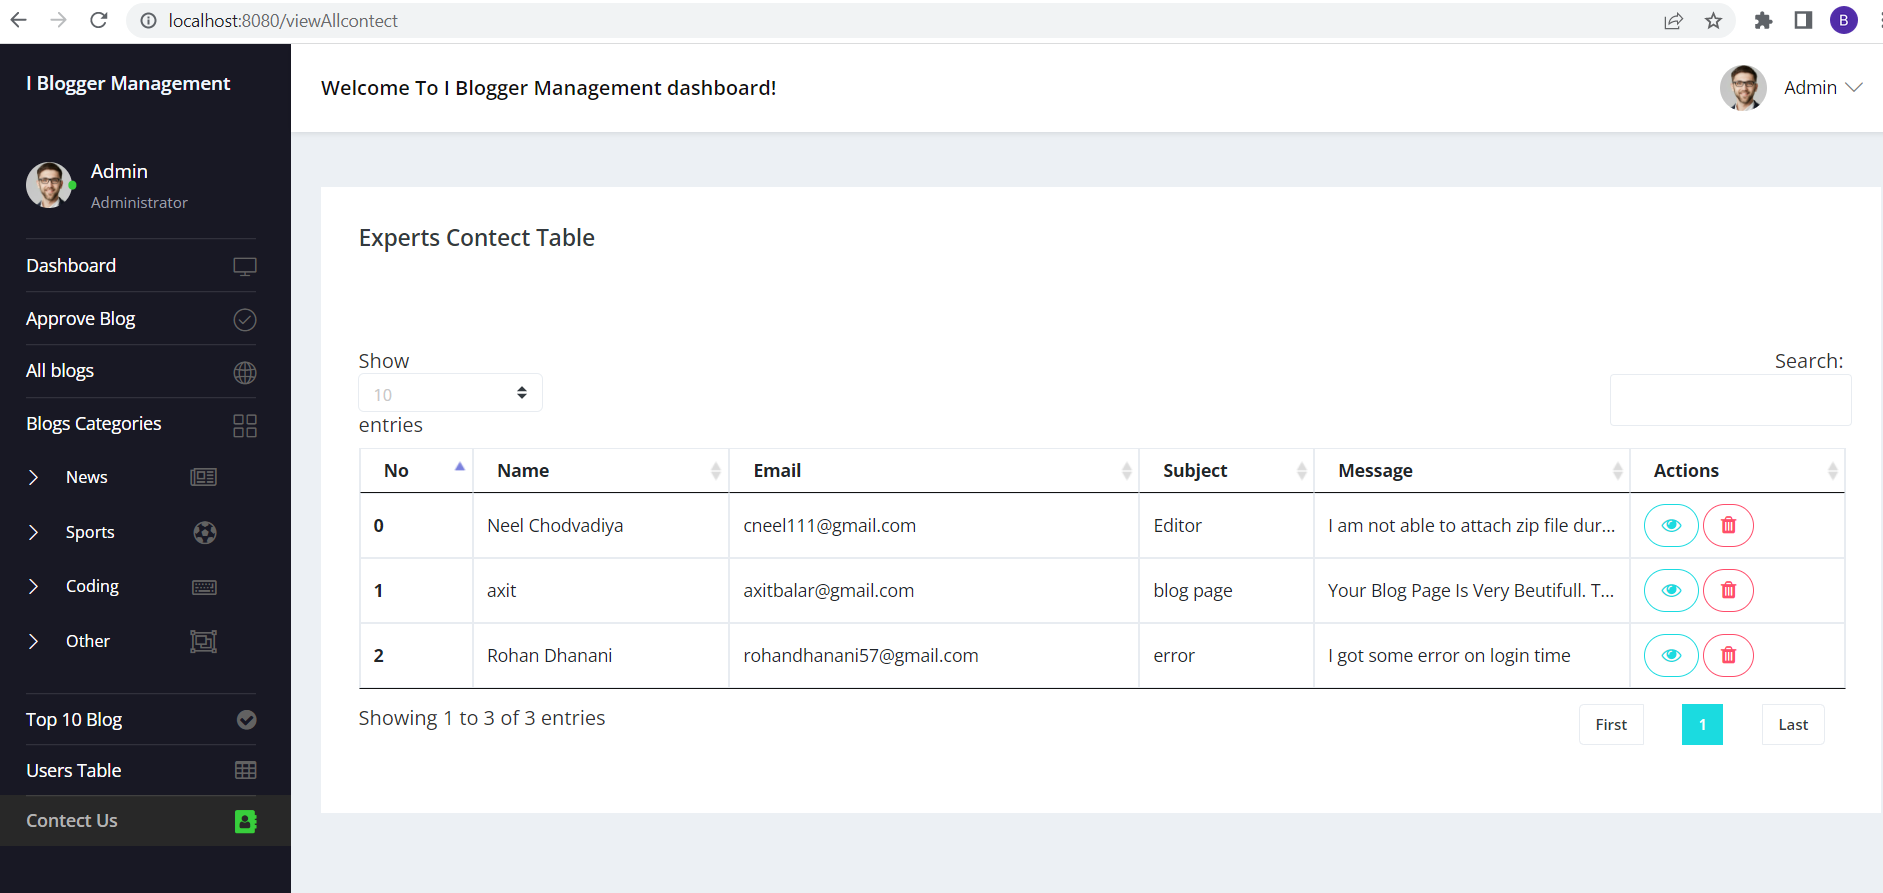 localhost:8080/viewAllcontect
B
I Blogger Management
Welcome To I Blogger Management dashboard!
Admin
Admin
Administrator
Dashboard
Approve Blog
All blogs
Blogs Categories
News
Sports
Coding
Other
Top 10 Blog
Users Table
Contect Us
Experts Contect Table
Show
10
entries
Search:
No Name Email Subject Message Actions
0 Neel Chodvadiya cneel111@gmail.com Editor I am not able to attach zip file dur...
1 axit axitbalar@gmail.com blog page Your Blog Page Is Very Beutifull. T...
2 Rohan Dhanani rohandhanani57@gmail.com error I got some error on login time
Showing 1 to 3 of 3 entries
First 1 Last